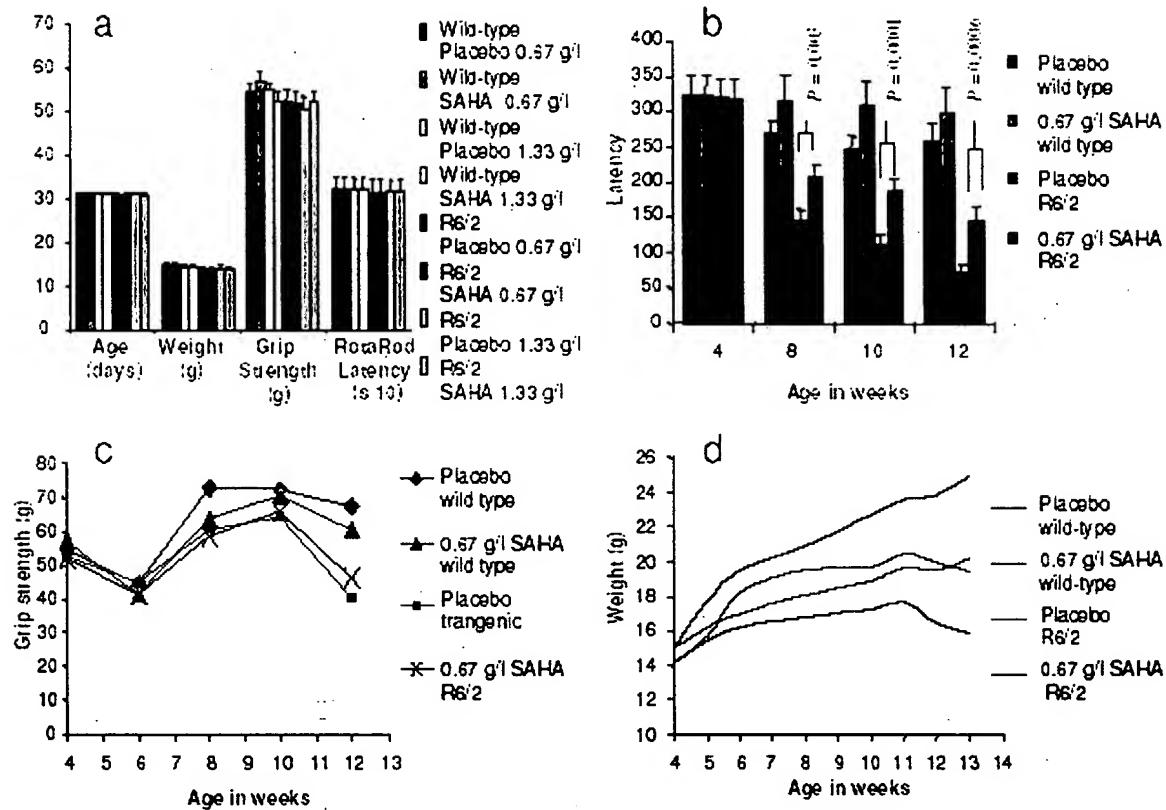 a
70
60
50
40
30
20
10
0
Age
(days)
Weight
(g)
Grip
Strength
(g)
RotaRod
Latency
(s 10)
Wild-type
Placebo 0.67 g/l
Wild-type
SAHA 0.67 g/l
Wild-type
Placebo 1.33 g/l
Wild-type
SAHA 1.33 g/l
R6/2
Placebo 0.67 g/l
R6/2
SAHA 0.67 g/l
R6/2
Placebo 1.33 g/l
R6/2
SAHA 1.33 g/l
b
Latency
400
350
300
250
200
150
100
50
0
P =
P =
P =
4
8
10
12
Age in weeks
Placebo
wild type
0.67 g/l SAHA
wild type
Placebo
R6/2
0.67 g/l SAHA
R6/2
c
Grip strength (g)
80
70
60
50
40
30
20
10
0
4 5 6 7 8 9 10 11 12 13
Age in weeks
Placebo
wild type
0.67 g/l SAHA
wild type
Placebo
trangenic
0.67 g/l SAHA
R6/2
d
Weight (g)
26
24
22
20
18
16
14
12
10
4 5 6 7 8 9 10 11 12 13 14
Age in weeks
Placebo
wild-type
0.67 g/l SAHA
wild-type
Placebo
R6/2
0.67 g/l SAHA
R6/2